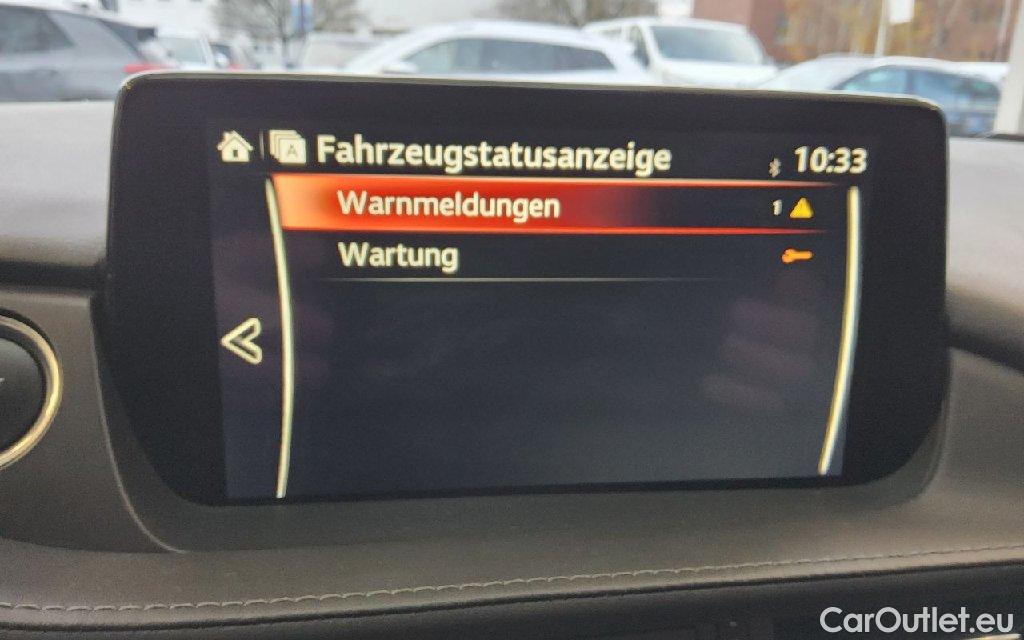 A Fahrzeugstatusanzeige 10:33
Warnmeldungen 1
Wartung
CarOutlet.eu